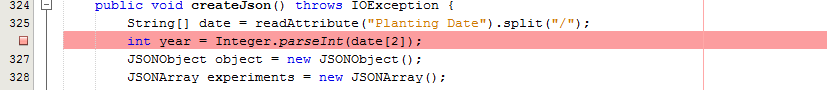 324 public void createJson() throws IOException {
325 String[] date = readAttribute("Planting Date").split("/");
int year = Integer.parseInt(date[2]);
327 JSONObject object = new JSONObject();
328 JSONArray experiments = new JSONArray();